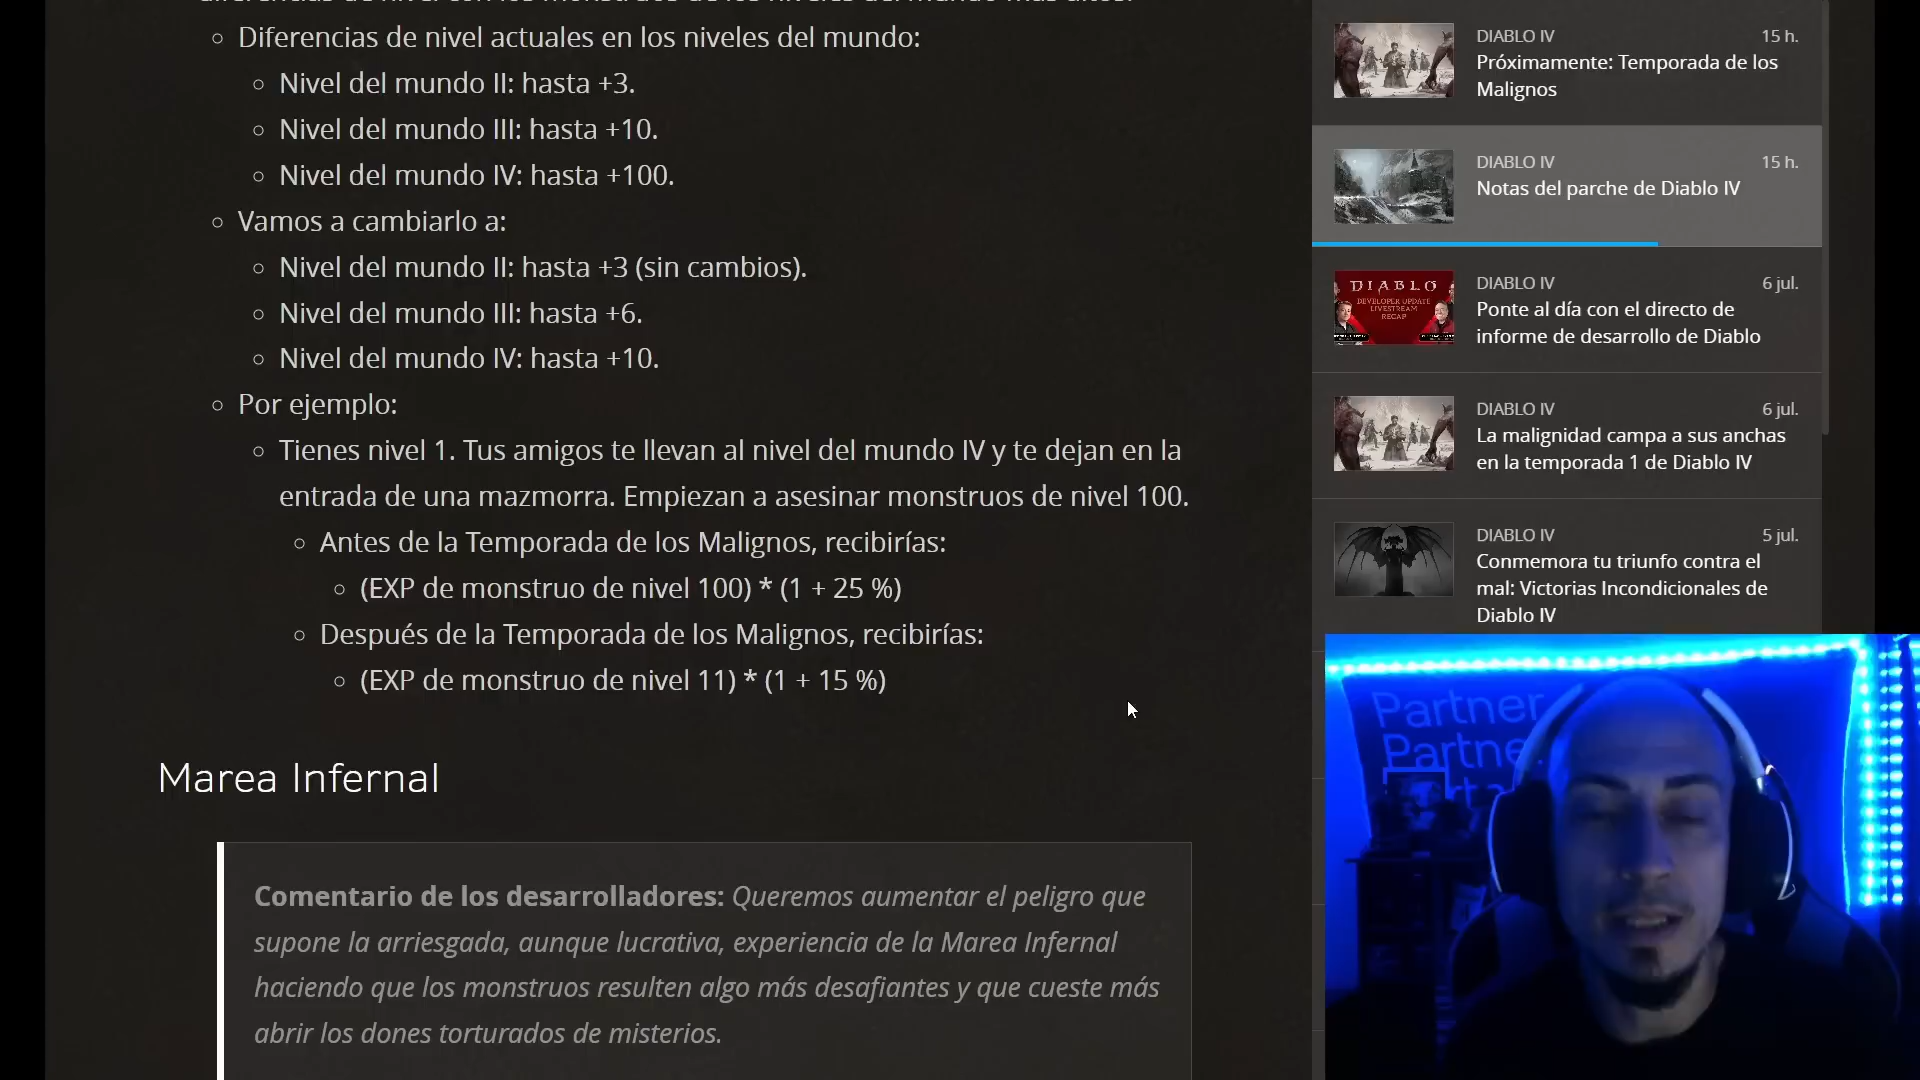 Diferencias de nivel actuales en los niveles del mundo:
Nivel del mundo II: hasta +3.
Nivel del mundo III: hasta +10.
Nivel del mundo IV: hasta +100.
Vamos a cambiarlo a:
Nivel del mundo II: hasta +3 (sin cambios).
Nivel del mundo III: hasta +6.
Nivel del mundo IV: hasta +10.
Por ejemplo:
Tienes nivel 1. Tus amigos te llevan al nivel del mundo IV y te dejan en la
entrada de una mazmorra. Empiezan a asesinar monstruos de nivel 100.
Antes de la Temporada de los Malignos, recibirías:
(EXP de monstruo de nivel 100) * (1 + 25 %)
Después de la Temporada de los Malignos, recibirías:
(EXP de monstruo de nivel 11) * (1 + 15 %)
Marea Infernal
Comentario de los desarrolladores: Queremos aumentar el peligro que
supone la arriesgada, aunque lucrativa, experiencia de la Marea Infernal
haciendo que los monstruos resulten algo más desafiantes y que cueste más
abrir los dones torturados de misterios.
DIABLO IV 15 h.
Próximamente: Temporada de los
Malignos
DIABLO IV 15 h.
Notas del parche de Diablo IV
DIABLO
DEVELOPER UPDATE
LIVESTREAM
RECAP
DIABLO IV 6 jul.
Ponte al día con el directo de
informe de desarrollo de Diablo
DIABLO IV 6 jul.
La malignidad campa a sus anchas
en la temporada 1 de Diablo IV
DIABLO IV 5 jul.
Conmemora tu triunfo contra el
mal: Victorias Incondicionales de
Diablo IV
Partner
Partner